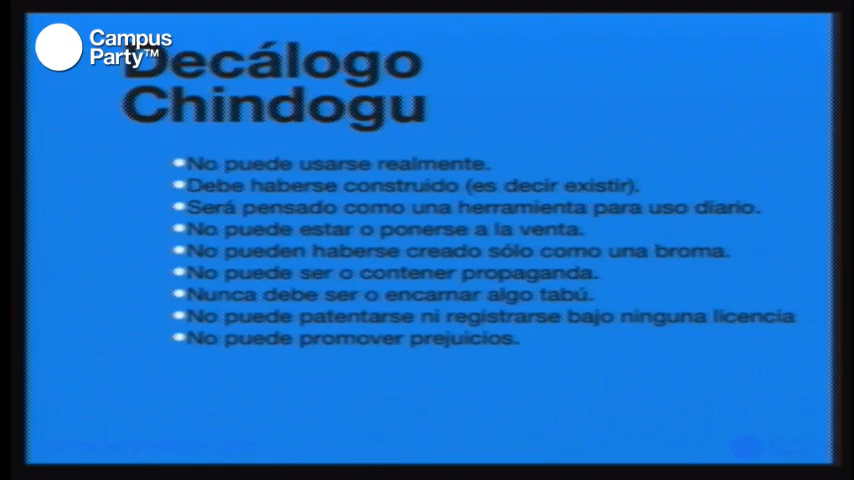 Campus
Party™
Decálogo
Chindogu
No puede usarse realmente.
Debe haberse construido (es decir existir).
Será pensado como una herramienta para uso diario.
No puede estar o ponerse a la venta.
No pueden haberse creado sólo como una broma.
No puede ser o contener propaganda.
Nunca debe ser o encarnar algo tabú.
No puede patentarse ni registrarse bajo ninguna licencia
No puede promover prejuicios.